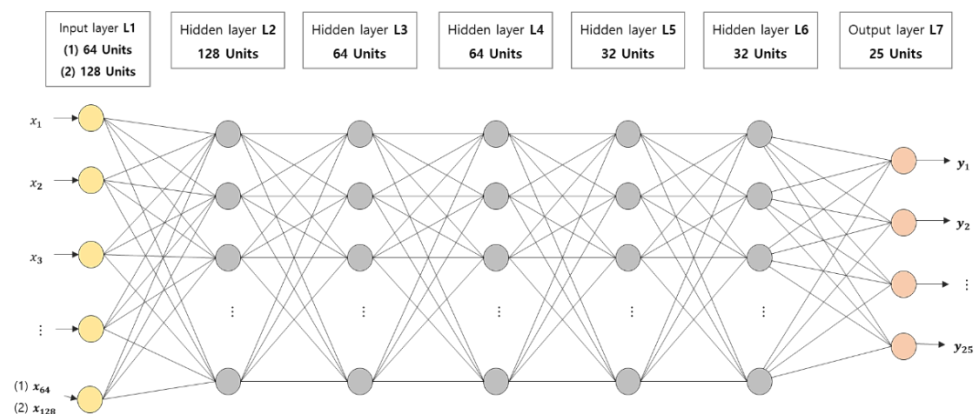 Input layer L1
(1) 64 Units
(2) 128 Units
Hidden layer L2
128 Units
Hidden layer L3
64 Units
Hidden layer L4
64 Units
Hidden layer L5
32 Units
Hidden layer L6
32 Units
Output layer L7
25 Units
x₁
x₂
x₃
⋮
(1) x₆₄
(2) x₁₂₈
⋮
⋮
⋮
⋮
⋮
y₁
y₂
⋮
y₂₅